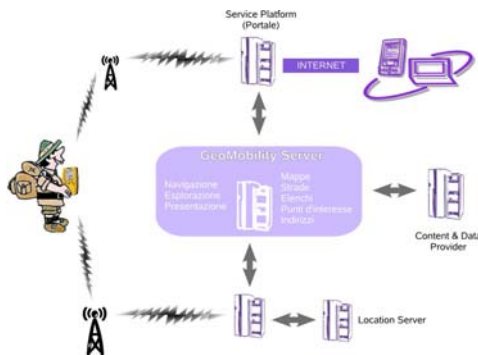 Service Platform
(Portale)
INTERNET
GeoMobility Server
Navigazione
Esplorazione
Presentazione
Mappe
Strade
Elenchi
Punti d'interesse
Indirizzi
Content & Data
Provider
Location Server